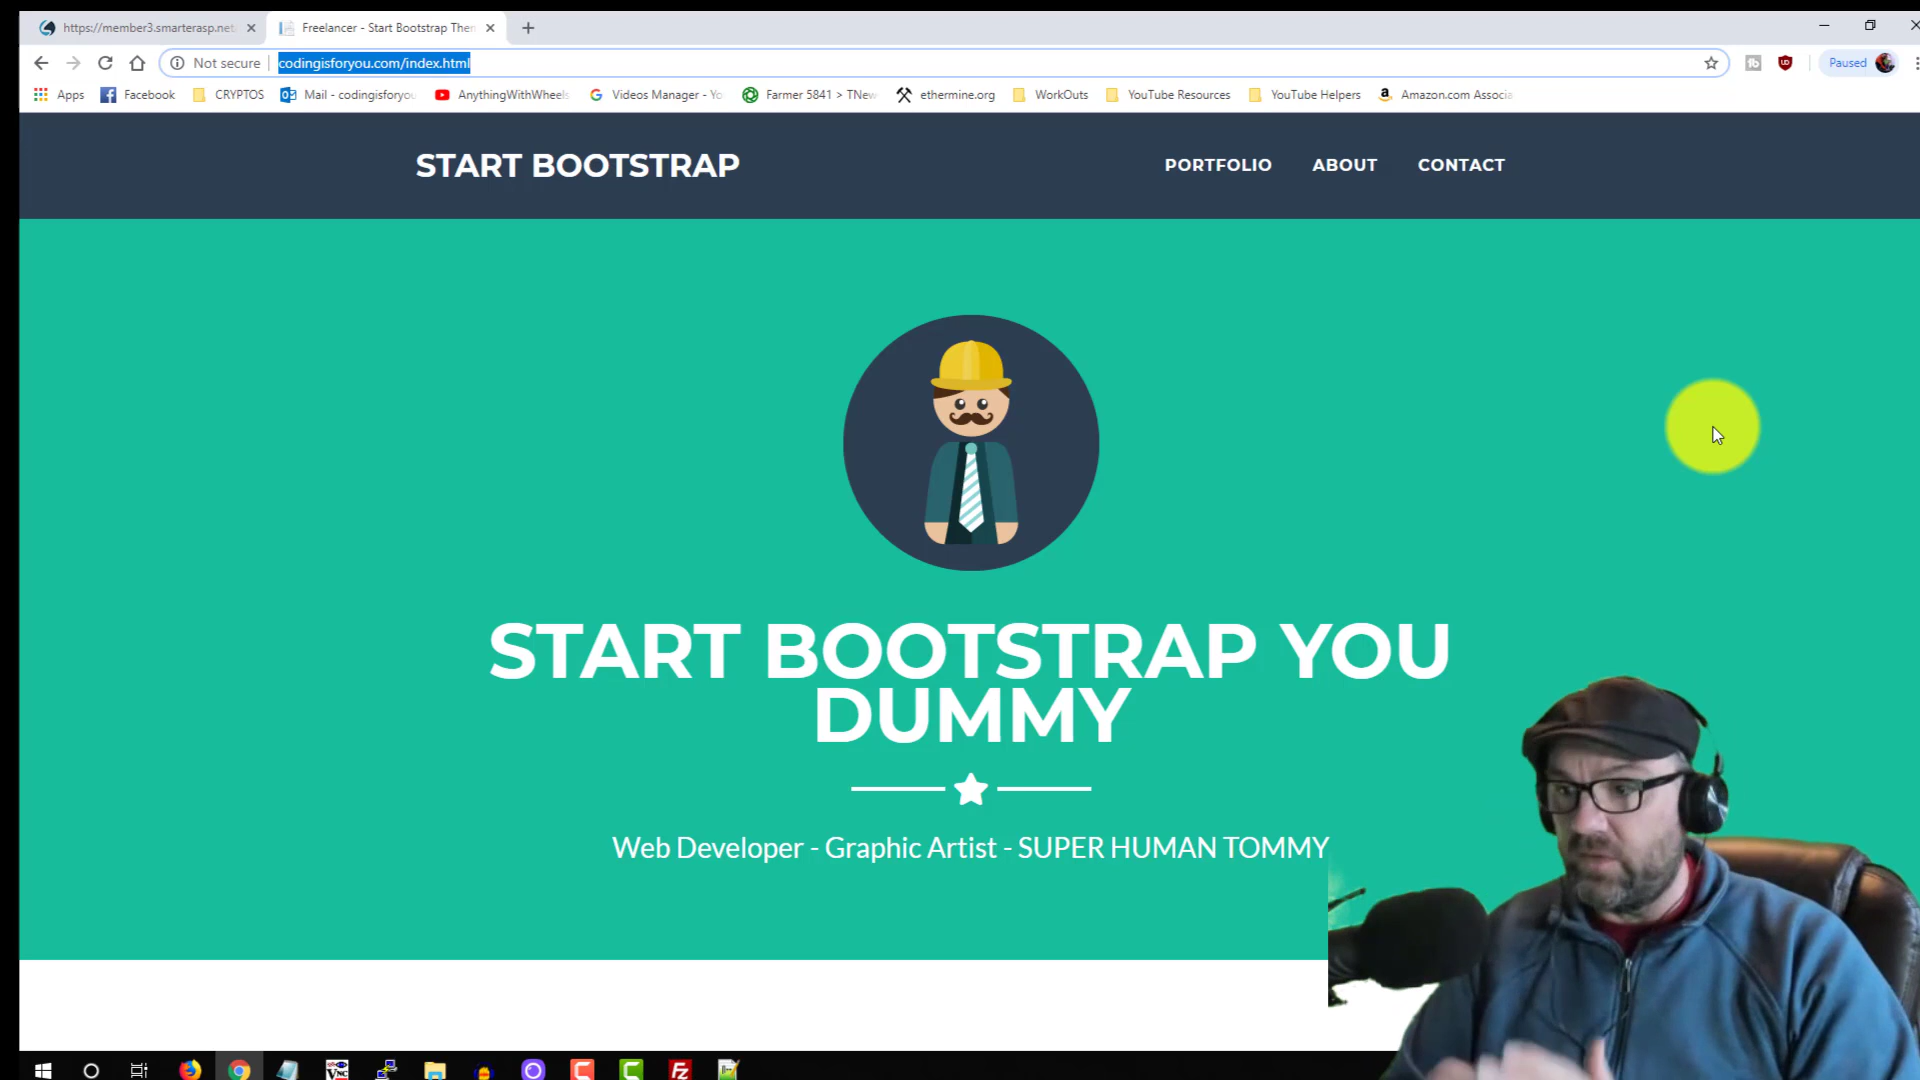 https://member3.smarterasp.net
Freelancer - Start Bootstrap Them
Not secure
codingisforyou.com/index.html
Paused
Apps
Facebook
CRYPTOS
Mail - codingisforyou
AnythingWithWheels
Videos Manager - Yo
Farmer 5841 > TNew
ethermine.org
WorkOuts
YouTube Resources
YouTube Helpers
Amazon.com Associa
START BOOTSTRAP
PORTFOLIO
ABOUT
CONTACT
START BOOTSTRAP YOU
DUMMY
Web Developer - Graphic Artist - SUPER HUMAN TOMMY